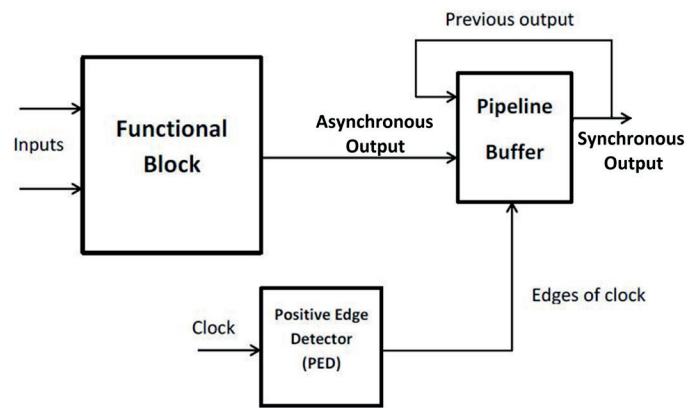 Previous output
Functional
Block
Inputs
Asynchronous
Output
Pipeline
Buffer
Synchronous
Output
Clock
Positive Edge
Detector
(PED)
Edges of clock